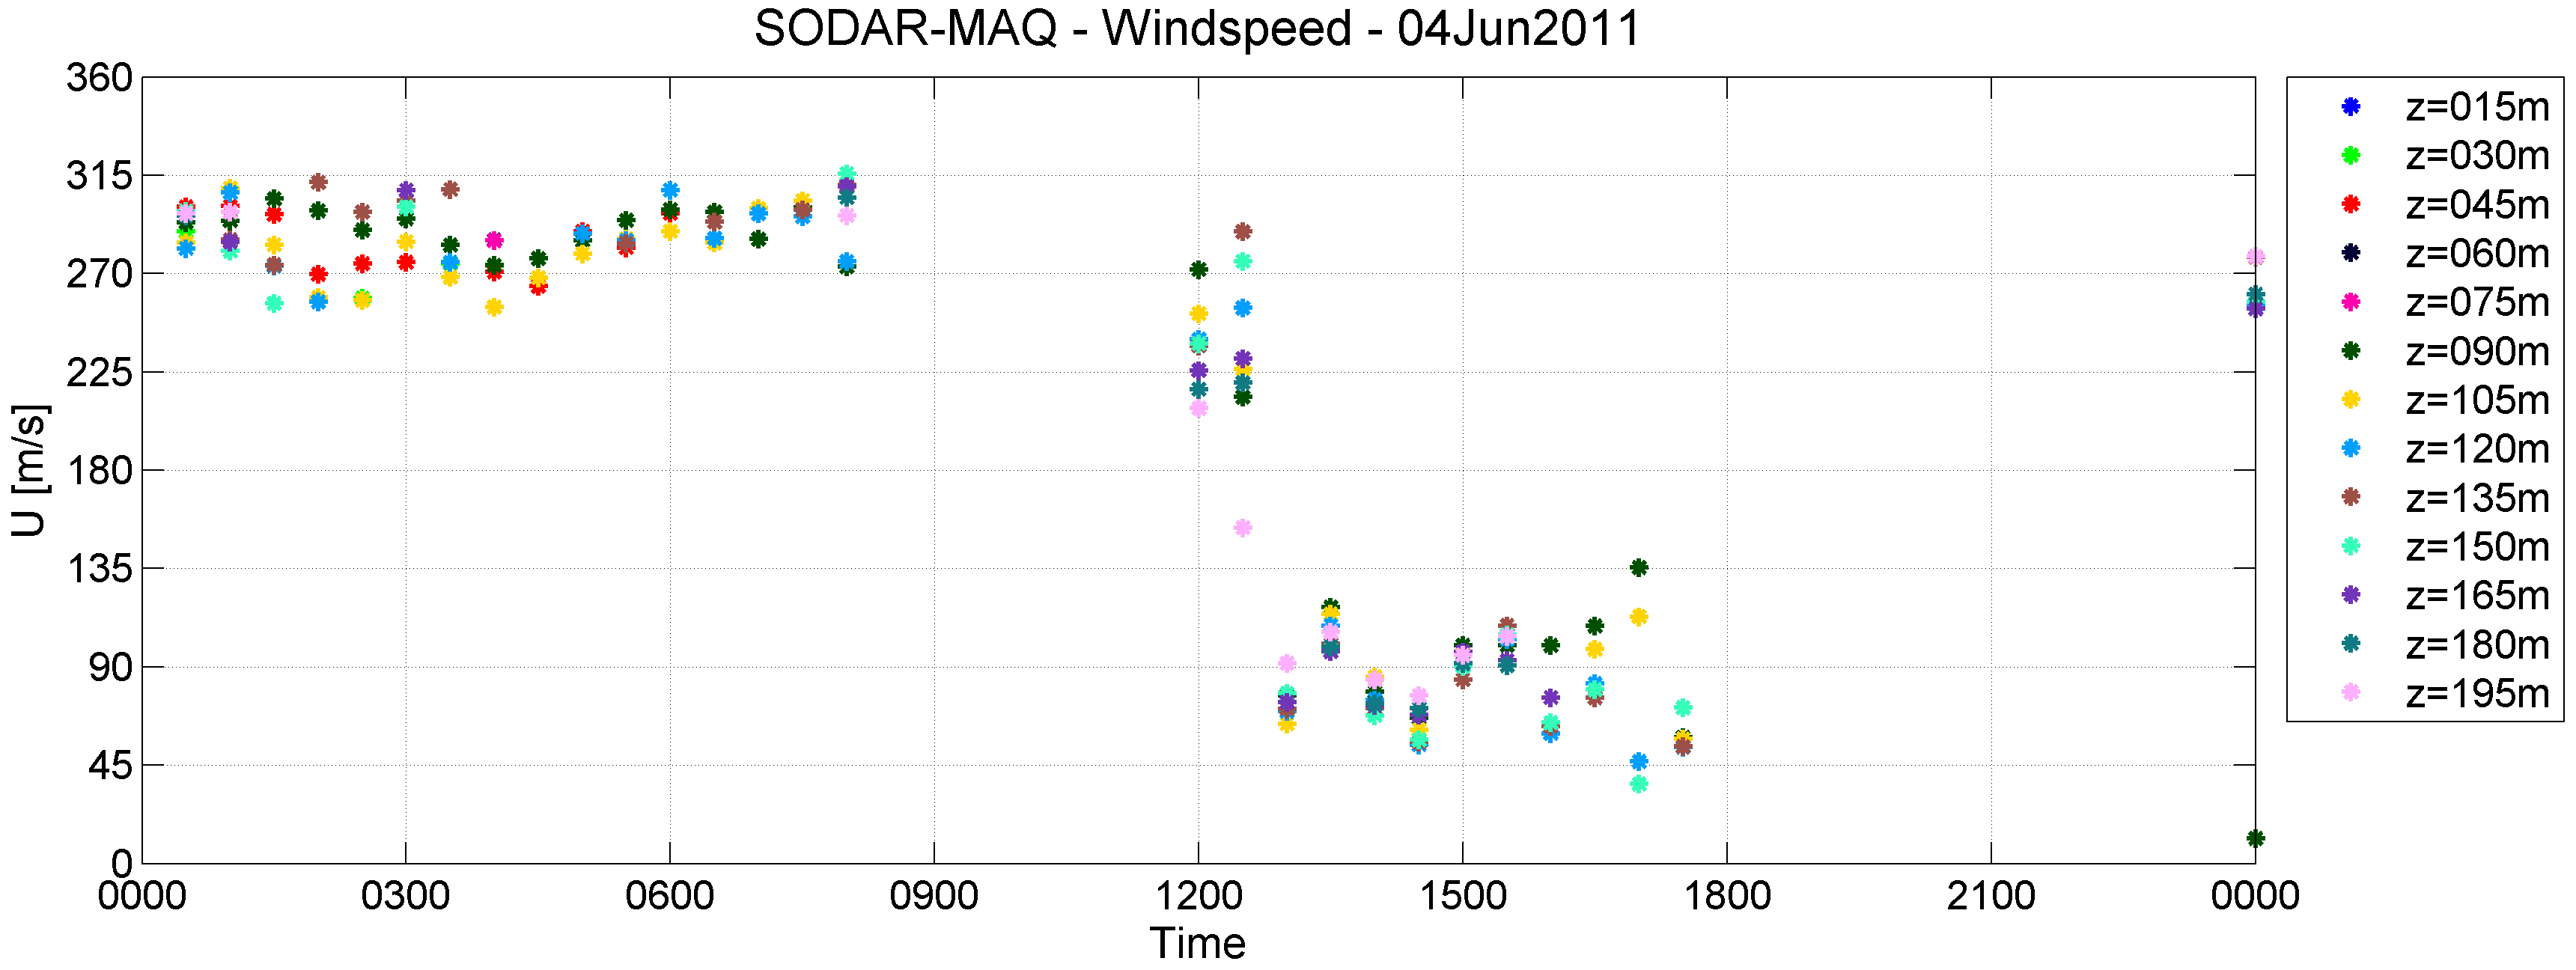 SODAR-MAQ - Windspeed - 04Jun2011
360
315
270
225
180
135
90
45
0
U [m/s]
0000 0300 0600 0900 1200 1500 1800 2100 0000
Time
z=015m
z=030m
z=045m
z=060m
z=075m
z=090m
z=105m
z=120m
z=135m
z=150m
z=165m
z=180m
z=195m